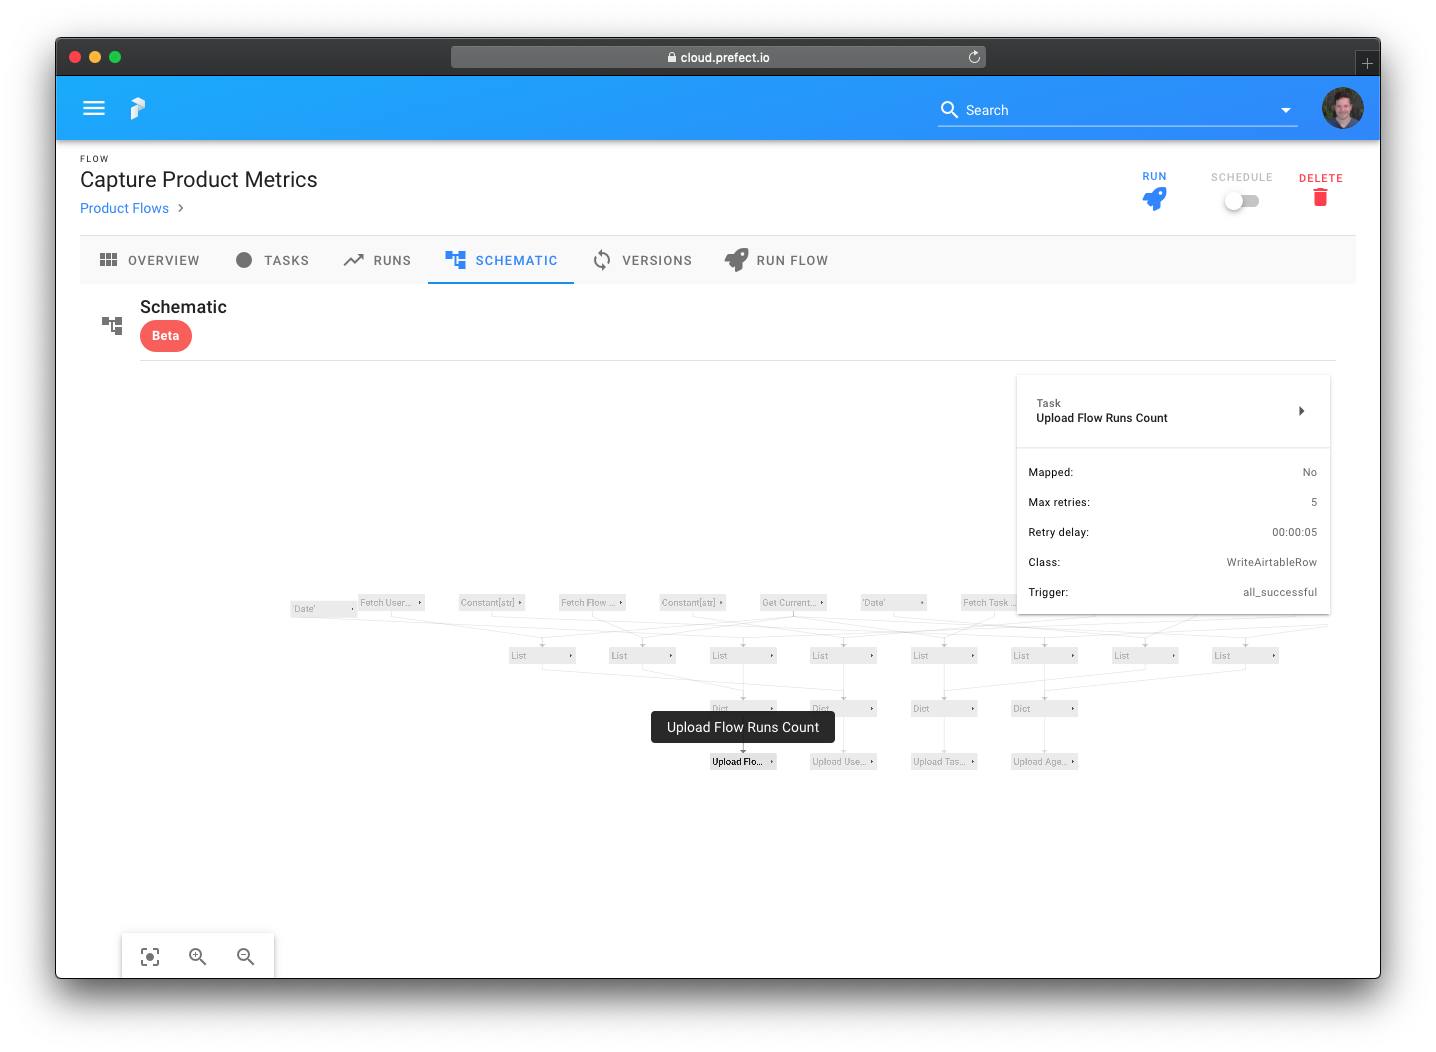 cloud.prefect.io
Search
FLOW
Capture Product Metrics
Product Flows
RUN
SCHEDULE
DELETE
OVERVIEW
TASKS
RUNS
SCHEMATIC
VERSIONS
RUN FLOW
Schematic
Beta
Task
Upload Flow Runs Count
Mapped: No
Max retries: 5
Retry delay: 00:00:05
Class: WriteAirtableRow
Trigger: all_successful
'Date'
Fetch User...
Constant[str]
Fetch Flow ...
Constant[str]
Get Current...
'Date'
Fetch Task ...
List
List
List
List
List
List
List
List
Dict
Dict
Dict
Dict
Upload Flow Runs Count
Upload Flo...
Upload Use...
Upload Tas...
Upload Age...